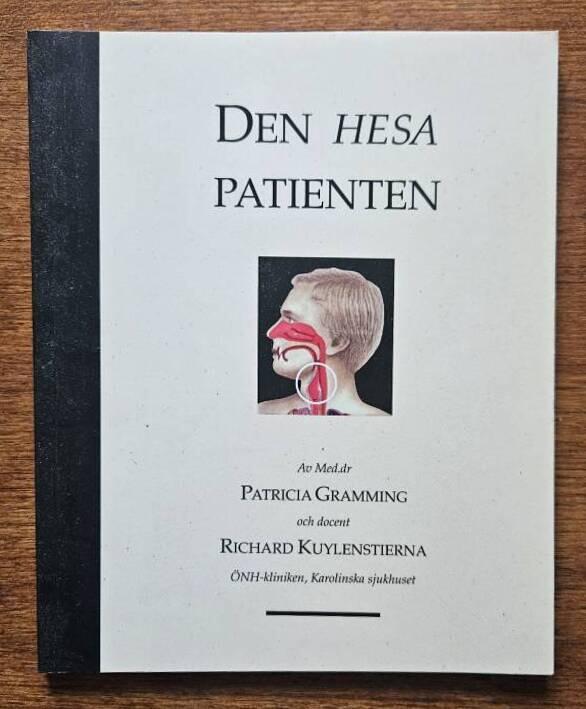 DEN HESA
PATIENTEN
Av Med.dr
PATRICIA GRAMMING
och docent
RICHARD KUYLENSTIERNA
ÖNH-kliniken, Karolinska sjukhuset